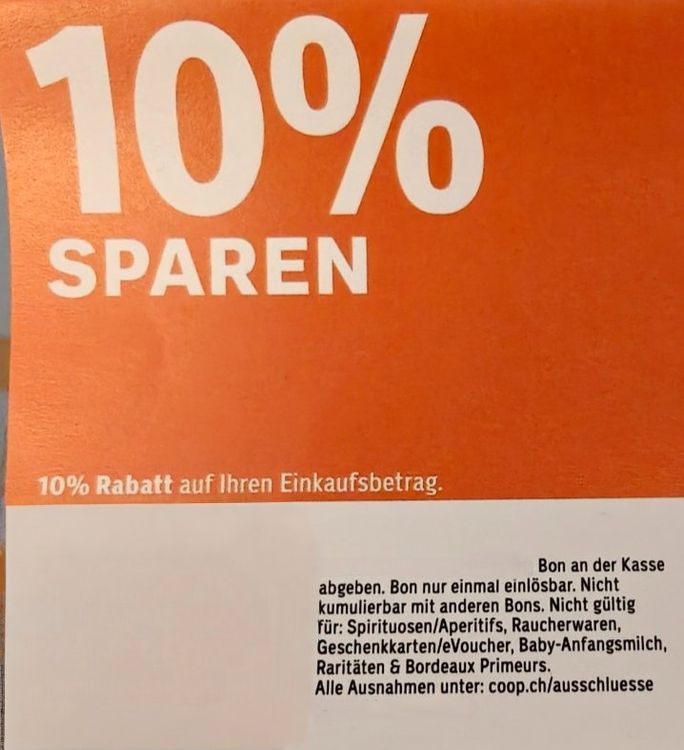 10%
SPAREN
10% Rabatt auf Ihren Einkaufsbetrag.
Bon an der Kasse
abgeben. Bon nur einmal einlösbar. Nicht
kumulierbar mit anderen Bons. Nicht gültig
für: Spirituosen/Aperitifs, Raucherwaren,
Geschenkkarten/eVoucher, Baby-Anfangsmilch,
Raritäten & Bordeaux Primeurs.
Alle Ausnahmen unter: coop.ch/ausschluesse